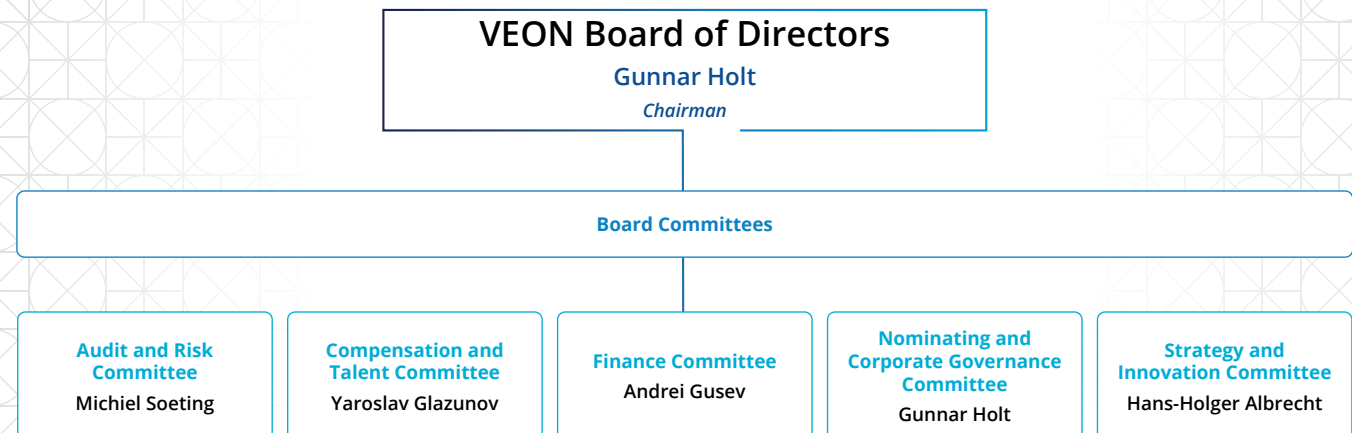 VEON Board of Directors
Gunnar Holt
Chairman
Board Committees
Audit and Risk
Committee
Michiel Soeting
Compensation and
Talent Committee
Yaroslav Glazunov
Finance Committee
Andrei Gusev
Nominating and
Corporate Governance
Committee
Gunnar Holt
Strategy and
Innovation Committee
Hans-Holger Albrecht